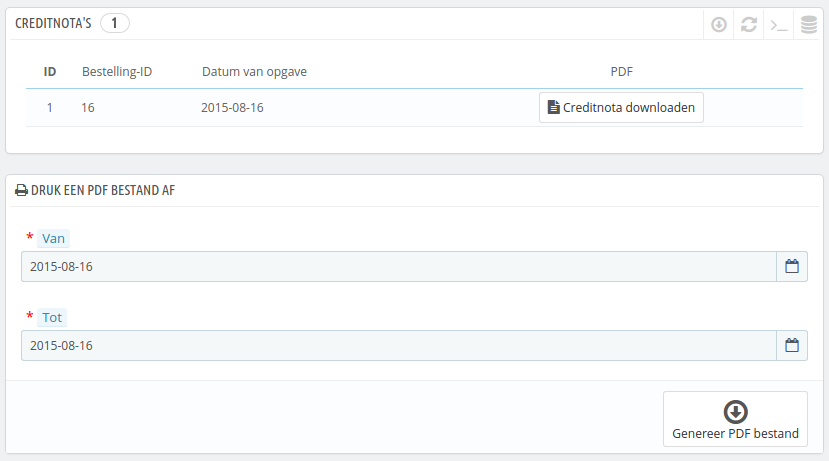 CREDITNOTA'S 1
ID Bestelling-ID Datum van opgave PDF
1 16 2015-08-16 Creditnota downloaden
DRUK EEN PDF BESTAND AF
* Van
2015-08-16
* Tot
2015-08-16
Genereer PDF bestand